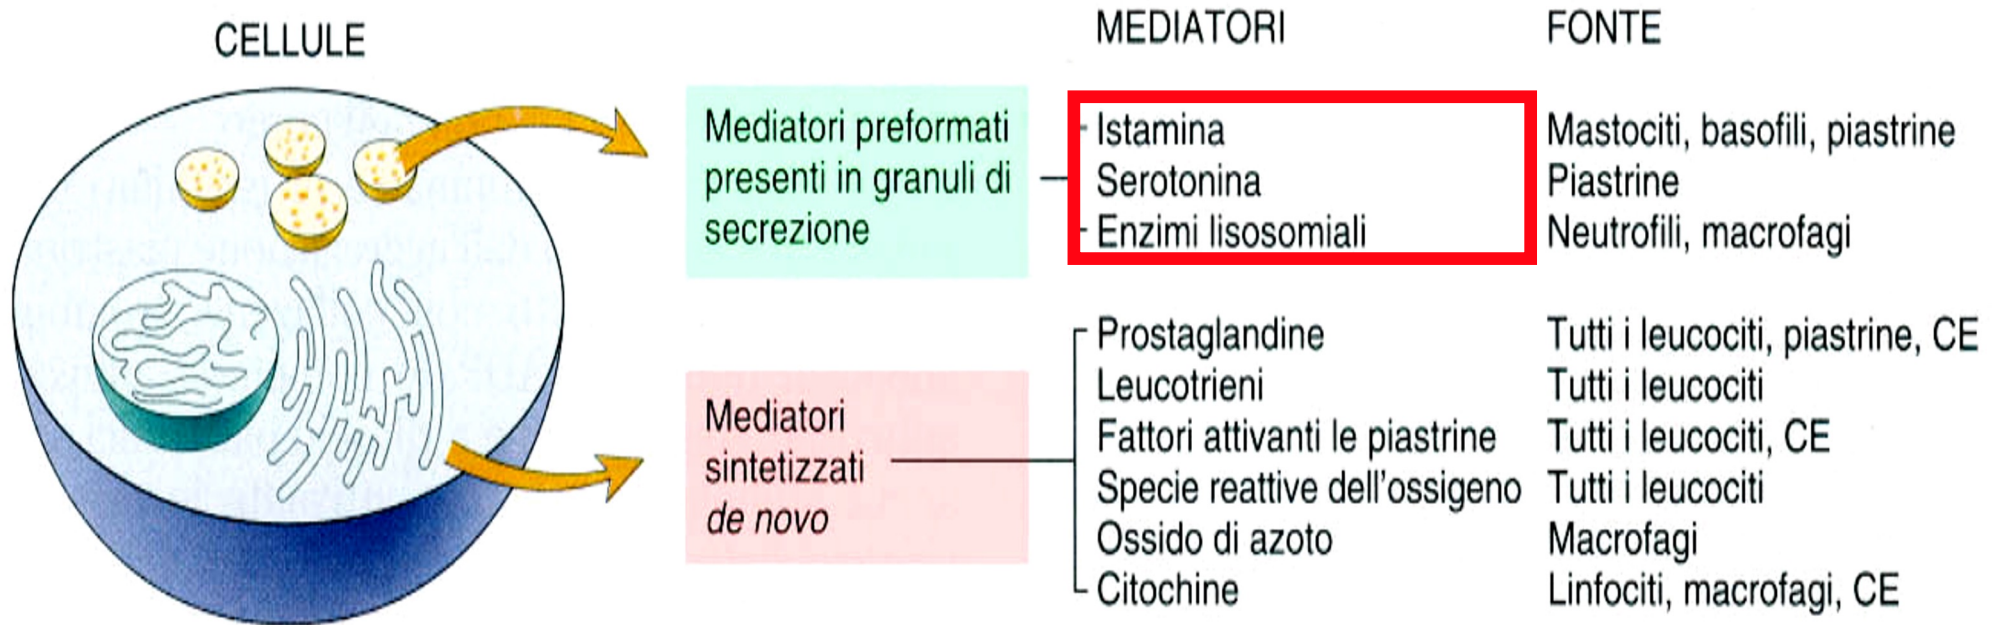 CELLULE
MEDIATORI
FONTE
Mediatori preformati
presenti in granuli di
secrezione
Istamina
Mastociti, basofili, piastrine
Serotonina
Piastrine
Enzimi lisosomiali
Neutrofili, macrofagi
Mediatori
sintetizzati
de novo
Prostaglandine
Tutti i leucociti, piastrine, CE
Leucotrieni
Tutti i leucociti
Fattori attivanti le piastrine
Tutti i leucociti, CE
Specie reattive dell'ossigeno
Tutti i leucociti
Ossido di azoto
Macrofagi
Citochine
Linfociti, macrofagi, CE